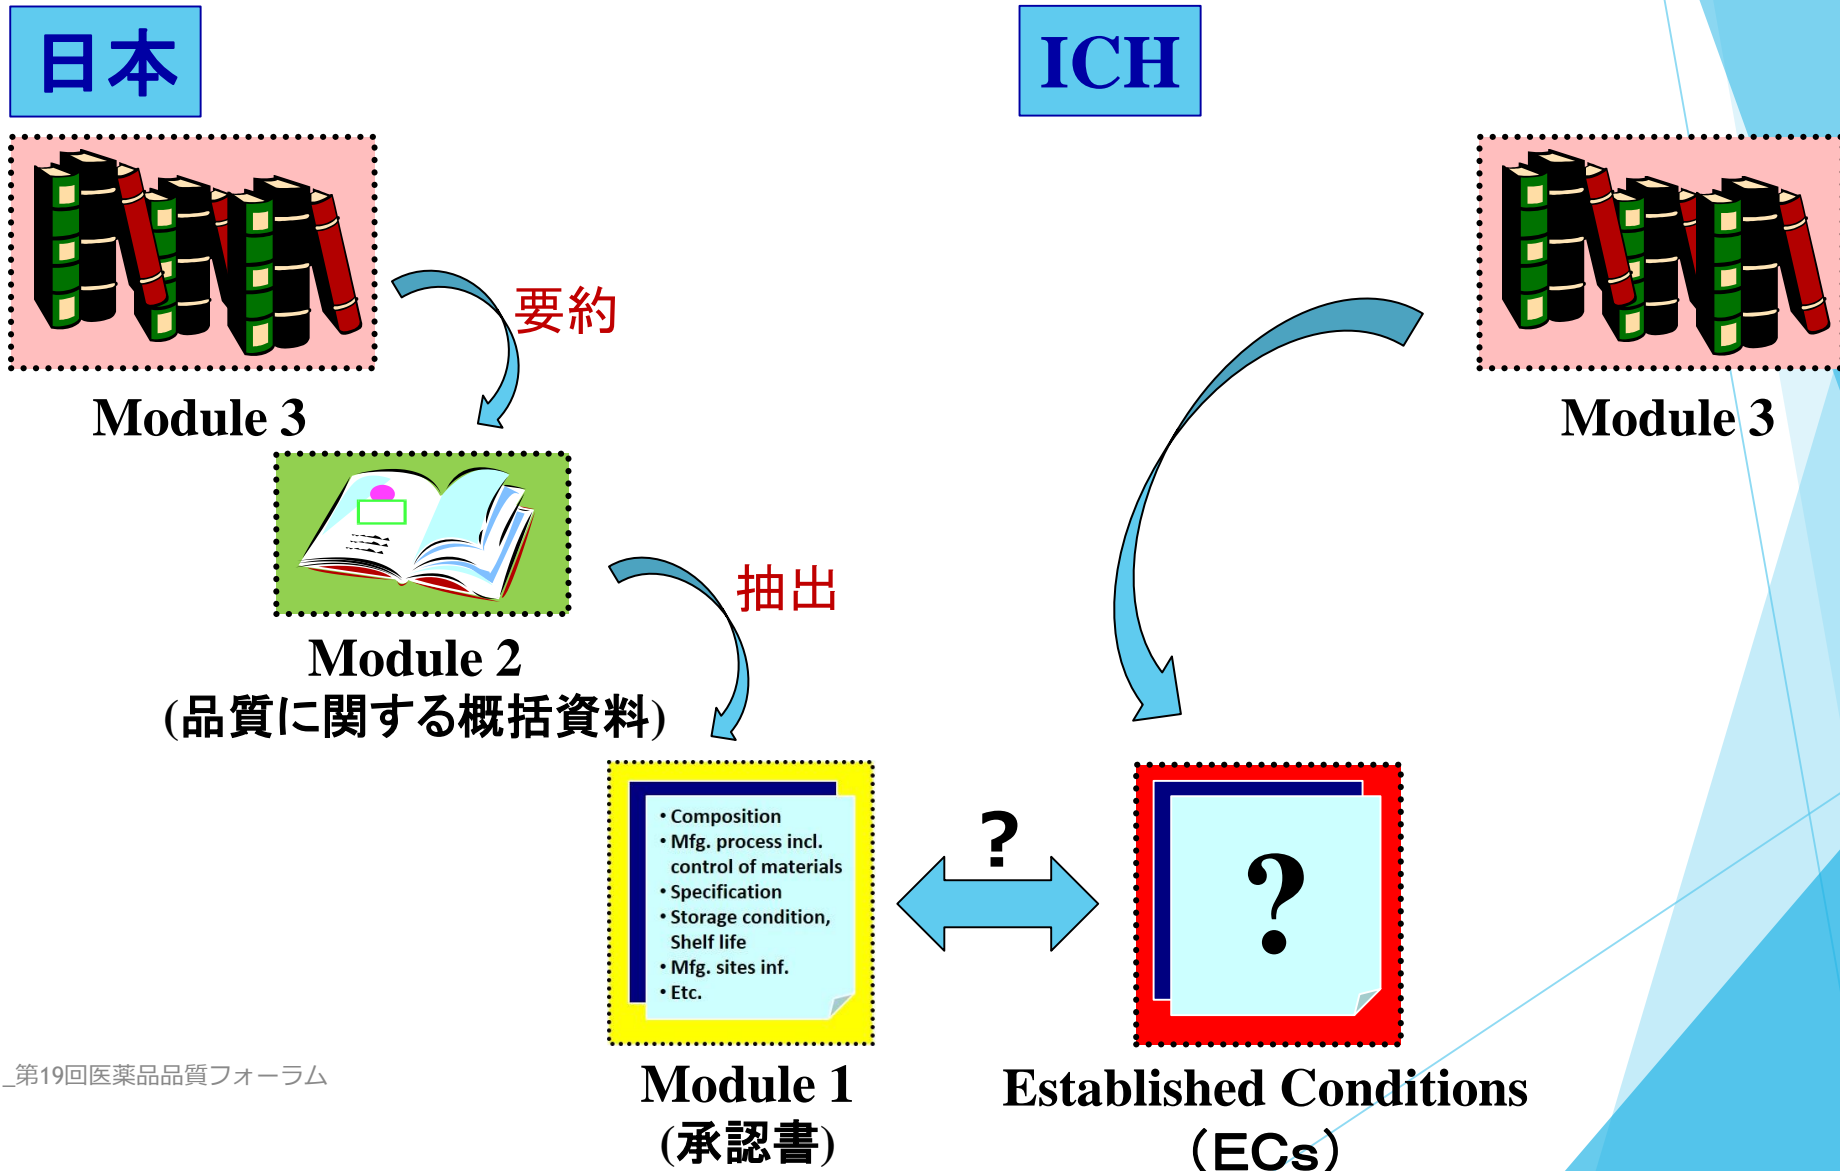 日本
ICH
要約
Module 3
Module 3
抽出
Module 2
(品質に関する概括資料)
• Composition
• Mfg. process incl.
control of materials
• Specification
• Storage condition,
Shelf life
• Mfg. sites inf.
• Etc.
?
?
_第19回医薬品品質フォーラム
Module 1
(承認書)
Established Conditions
（ECs）